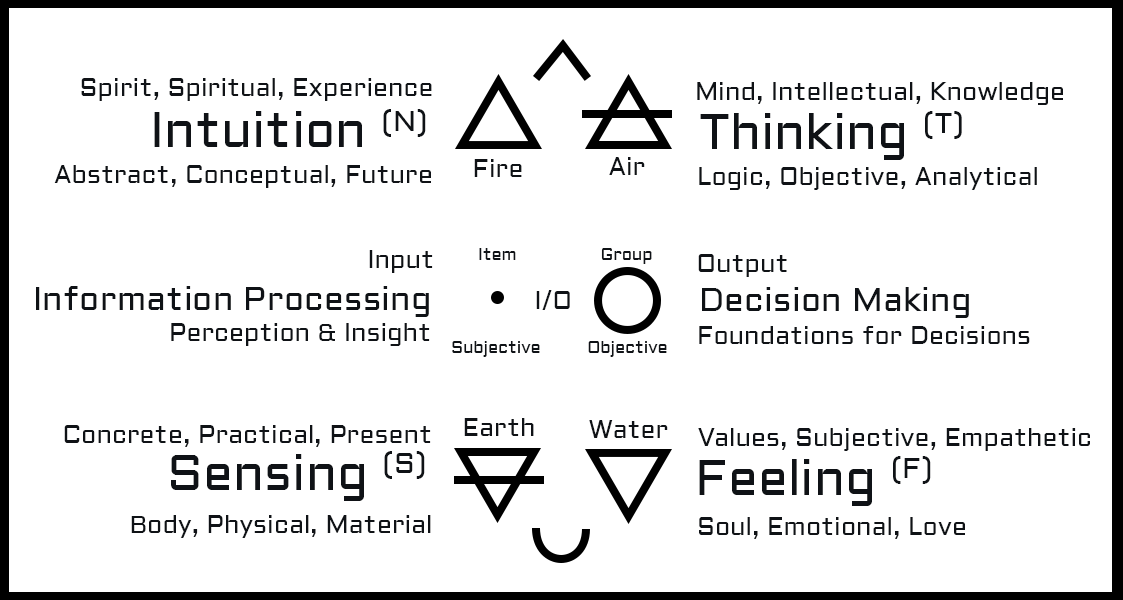 Spirit, Spiritual, Experience
Intuition (N)
Abstract, Conceptual, Future
Fire
Air
Mind, Intellectual, Knowledge
Thinking (T)
Logic, Objective, Analytical
Input
Information Processing
Perception & Insight
Item
Subjective
I/O
Group
Objective
Output
Decision Making
Foundations for Decisions
Concrete, Practical, Present
Sensing (S)
Body, Physical, Material
Earth
Water
Values, Subjective, Empathetic
Feeling (F)
Soul, Emotional, Love